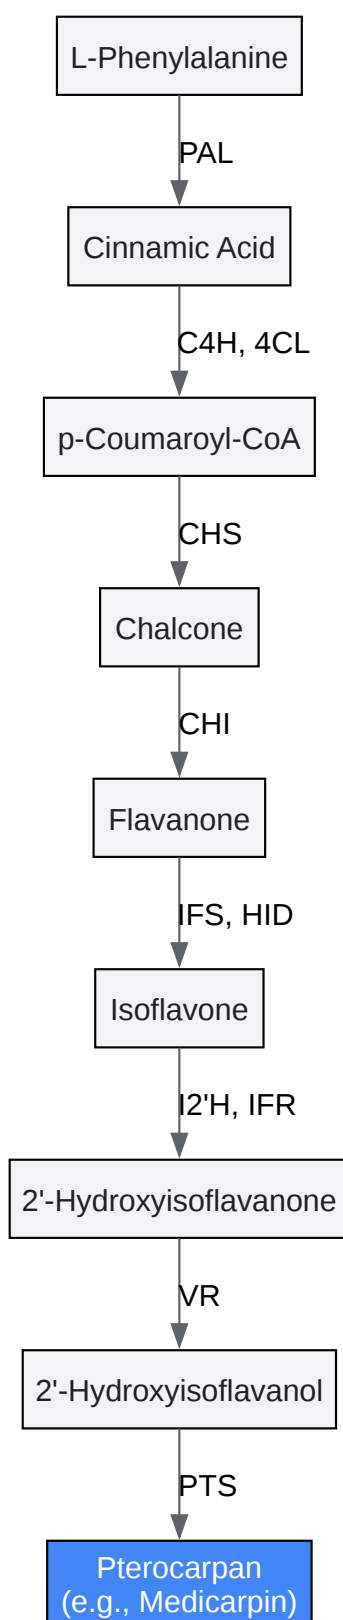 L-Phenylalanine
PAL
Cinnamic Acid
C4H, 4CL
p-Coumaroyl-CoA
CHS
Chalcone
CHI
Flavanone
IFS, HID
Isoflavone
I2'H, IFR
2'-Hydroxyisoflavanone
VR
2'-Hydroxyisoflavanol
PTS
Pterocarpan
(e.g., Medicarpin)